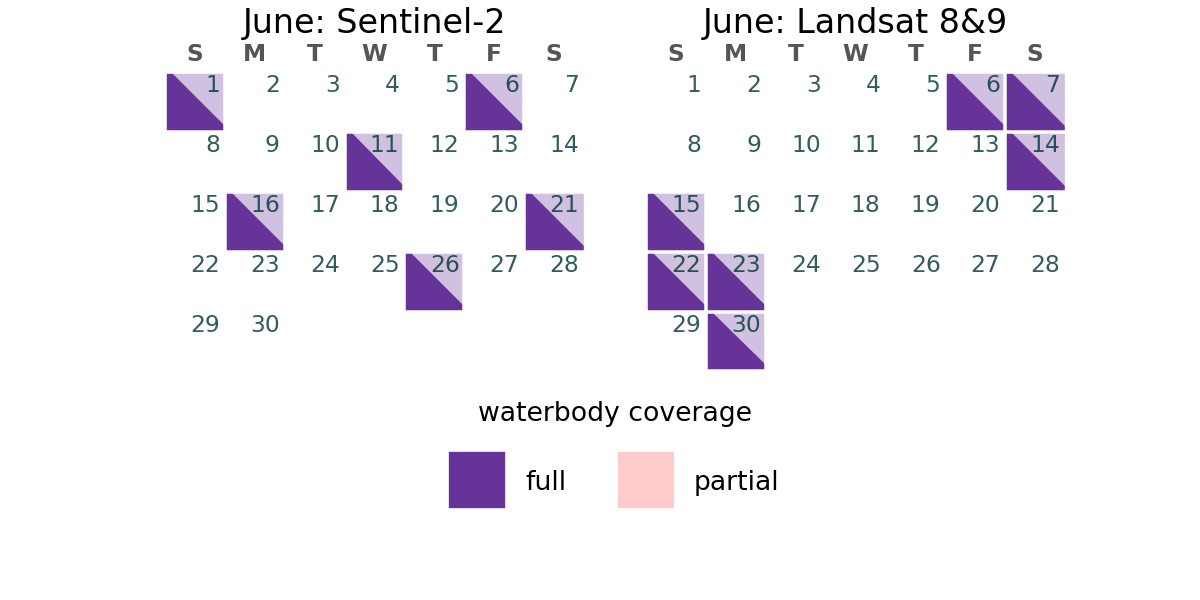 June: Sentinel-2
S M T W T F S
1 2 3 4 5 6 7
8 9 10 11 12 13 14
15 16 17 18 19 20 21
22 23 24 25 26 27 28
29 30
June: Landsat 8&9
S M T W T F S
1 2 3 4 5 6 7
8 9 10 11 12 13 14
15 16 17 18 19 20 21
22 23 24 25 26 27 28
29 30
waterbody coverage
full partial